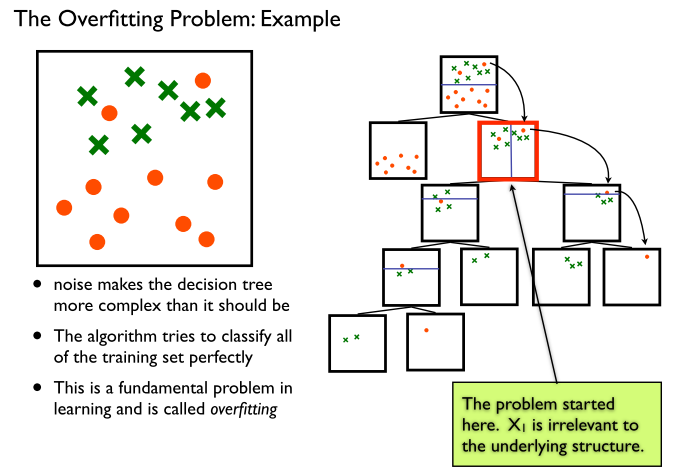 The Overfitting Problem: Example
• noise makes the decision tree
more complex than it should be
• The algorithm tries to classify all
of the training set perfectly
• This is a fundamental problem in
learning and is called overfitting
The problem started
here. X₁ is irrelevant to
the underlying structure.